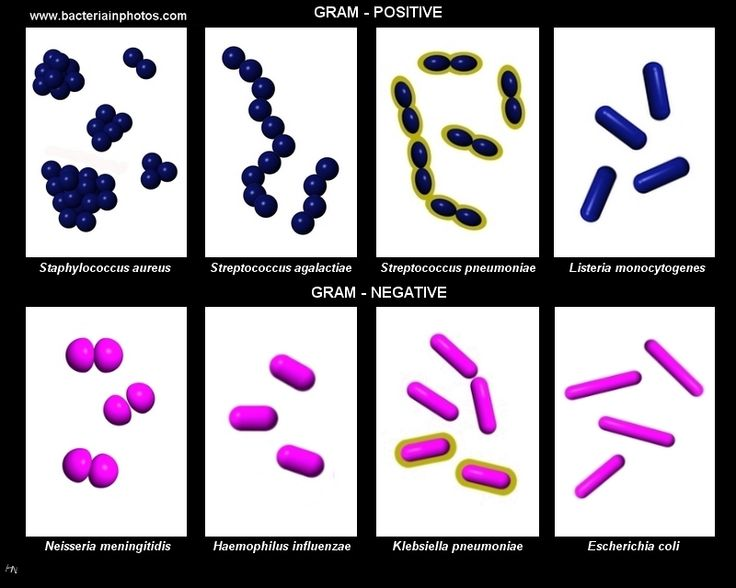 www.bacteriainphotos.com
GRAM - POSITIVE
Staphylococcus aureus
Streptococcus agalactiae
Streptococcus pneumoniae
Listeria monocytogenes
GRAM - NEGATIVE
Neisseria meningitidis
Haemophilus influenzae
Klebsiella pneumoniae
Escherichia coli